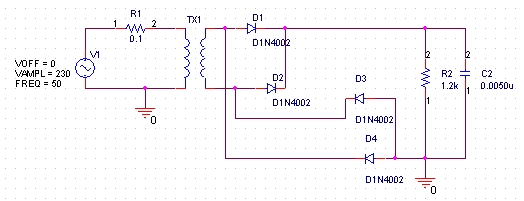 R1
1 2
0.1
TX1
D1
D1N4002
V1
VOFF = 0
VAMPL = 230
FREQ = 50
D2
D1N4002
D3
D1N4002
D4
D1N4002
2 2
R2 C2
1.2k 0.0050u
1 1
0
0